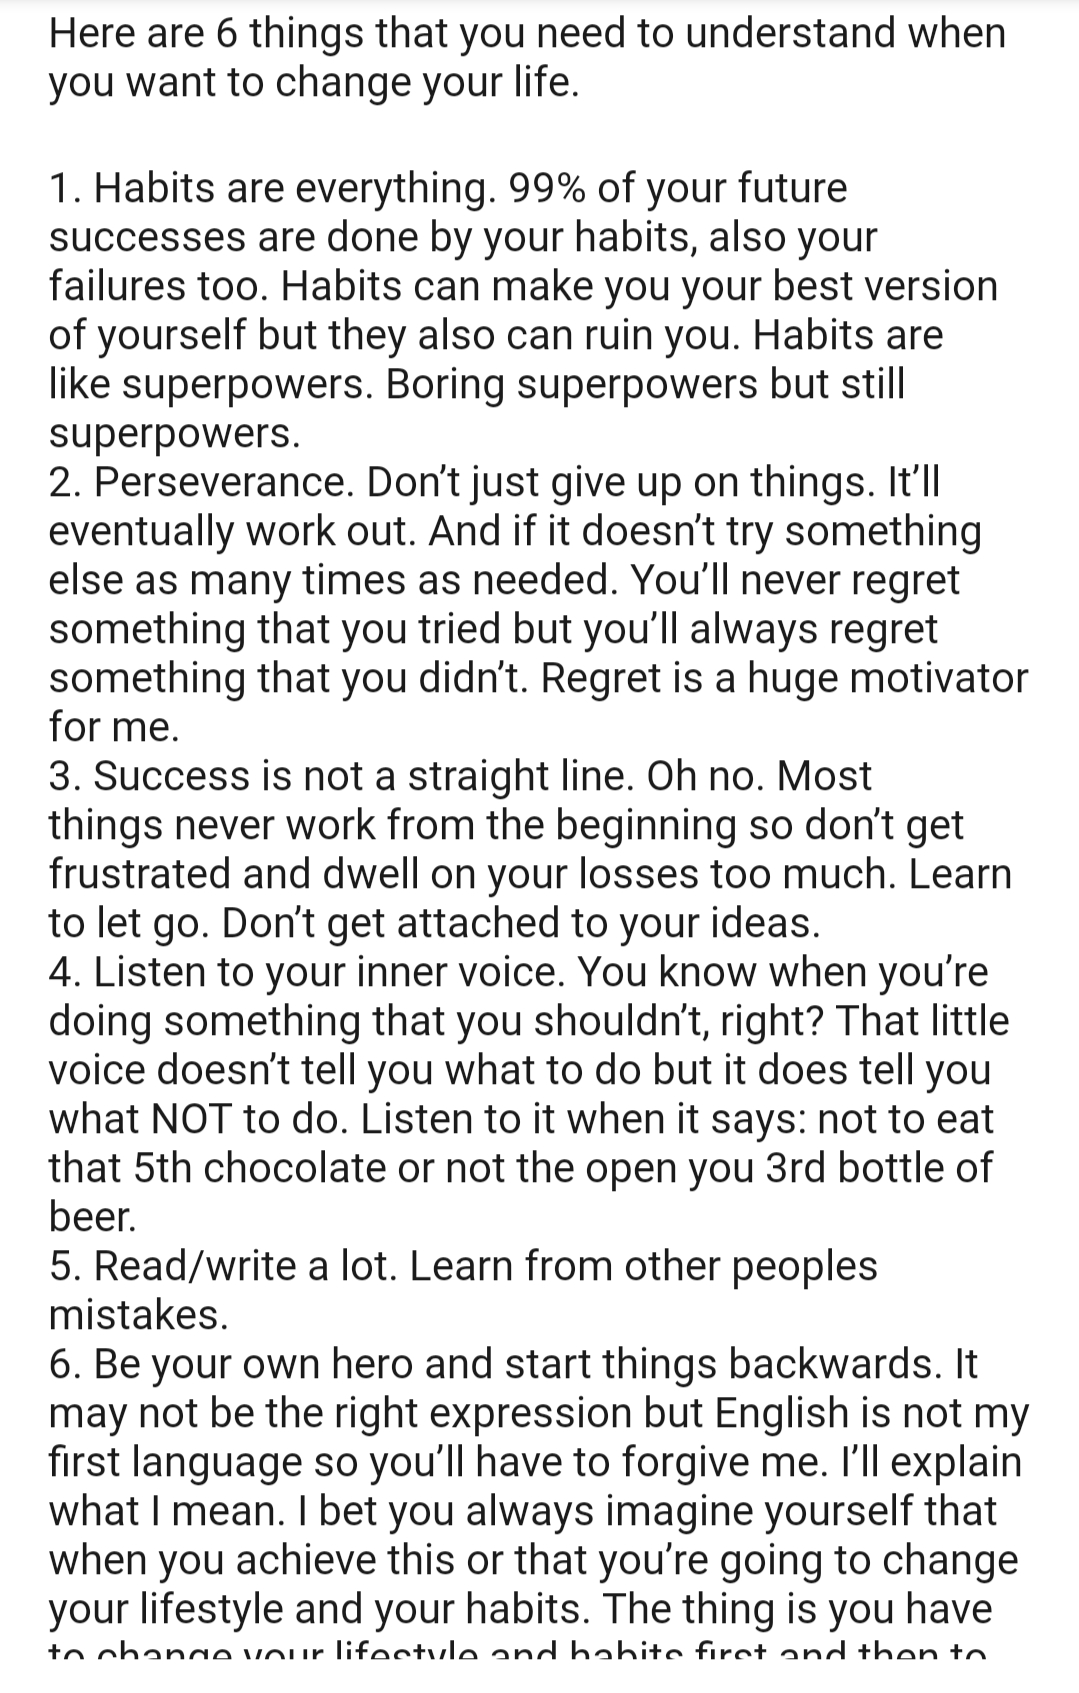 Here are 6 things that you need to understand when
you want to change your life.
1. Habits are everything. 99% of your future
successes are done by your habits, also your
failures too. Habits can make you your best version
of yourself but they also can ruin you. Habits are
like superpowers. Boring superpowers but still
superpowers.
2. Perseverance. Don’t just give up on things. It’ll
eventually work out. And if it doesn’t try something
else as many times as needed. You’ll never regret
something that you tried but you’ll always regret
something that you didn’t. Regret is a huge motivator
for me.
3. Success is not a straight line. Oh no. Most
things never work from the beginning so don’t get
frustrated and dwell on your losses too much. Learn
to let go. Don’t get attached to your ideas.
4. Listen to your inner voice. You know when you’re
doing something that you shouldn’t, right? That little
voice doesn’t tell you what to do but it does tell you
what NOT to do. Listen to it when it says: not to eat
that 5th chocolate or not the open you 3rd bottle of
beer.
5. Read/write a lot. Learn from other peoples
mistakes.
6. Be your own hero and start things backwards. It
may not be the right expression but English is not my
first language so you’ll have to forgive me. I’ll explain
what I mean. I bet you always imagine yourself that
when you achieve this or that you’re going to change
your lifestyle and your habits. The thing is you have
to change your lifestyle and habits first and then to